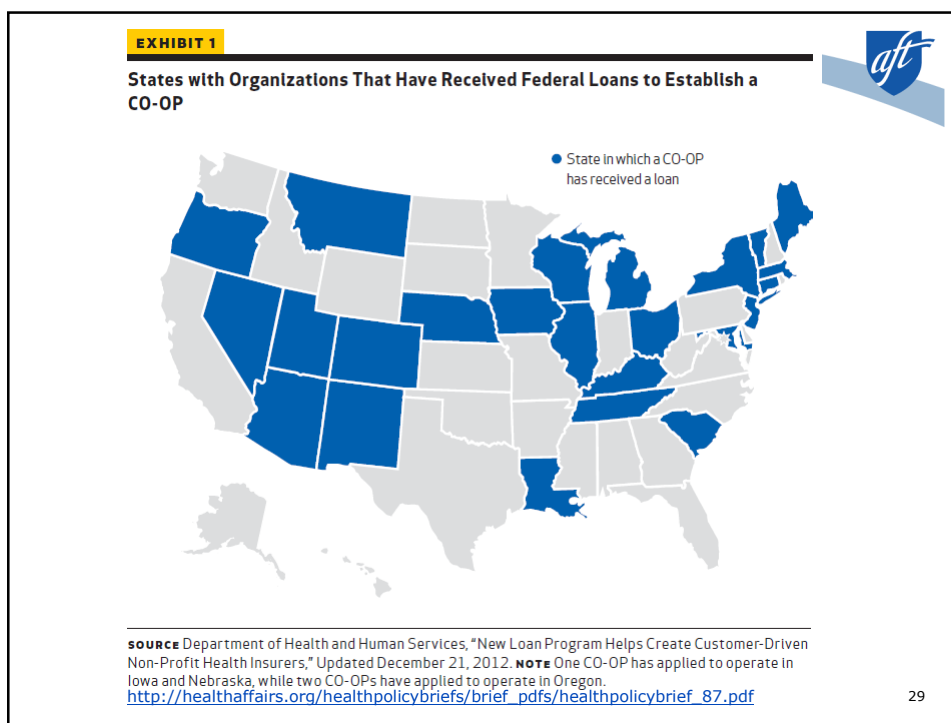 EXHIBIT 1
aft
States with Organizations That Have Received Federal Loans to Establish a
CO-OP
State in which a CO-OP
has received a loan
SOURCE Department of Health and Human Services, “New Loan Program Helps Create Customer-Driven
Non-Profit Health Insurers,” Updated December 21, 2012. NOTE One CO-OP has applied to operate in
Iowa and Nebraska, while two CO-OPs have applied to operate in Oregon.
http://healthaffairs.org/healthpolicybriefs/brief_pdfs/healthpolicybrief_87.pdf
29